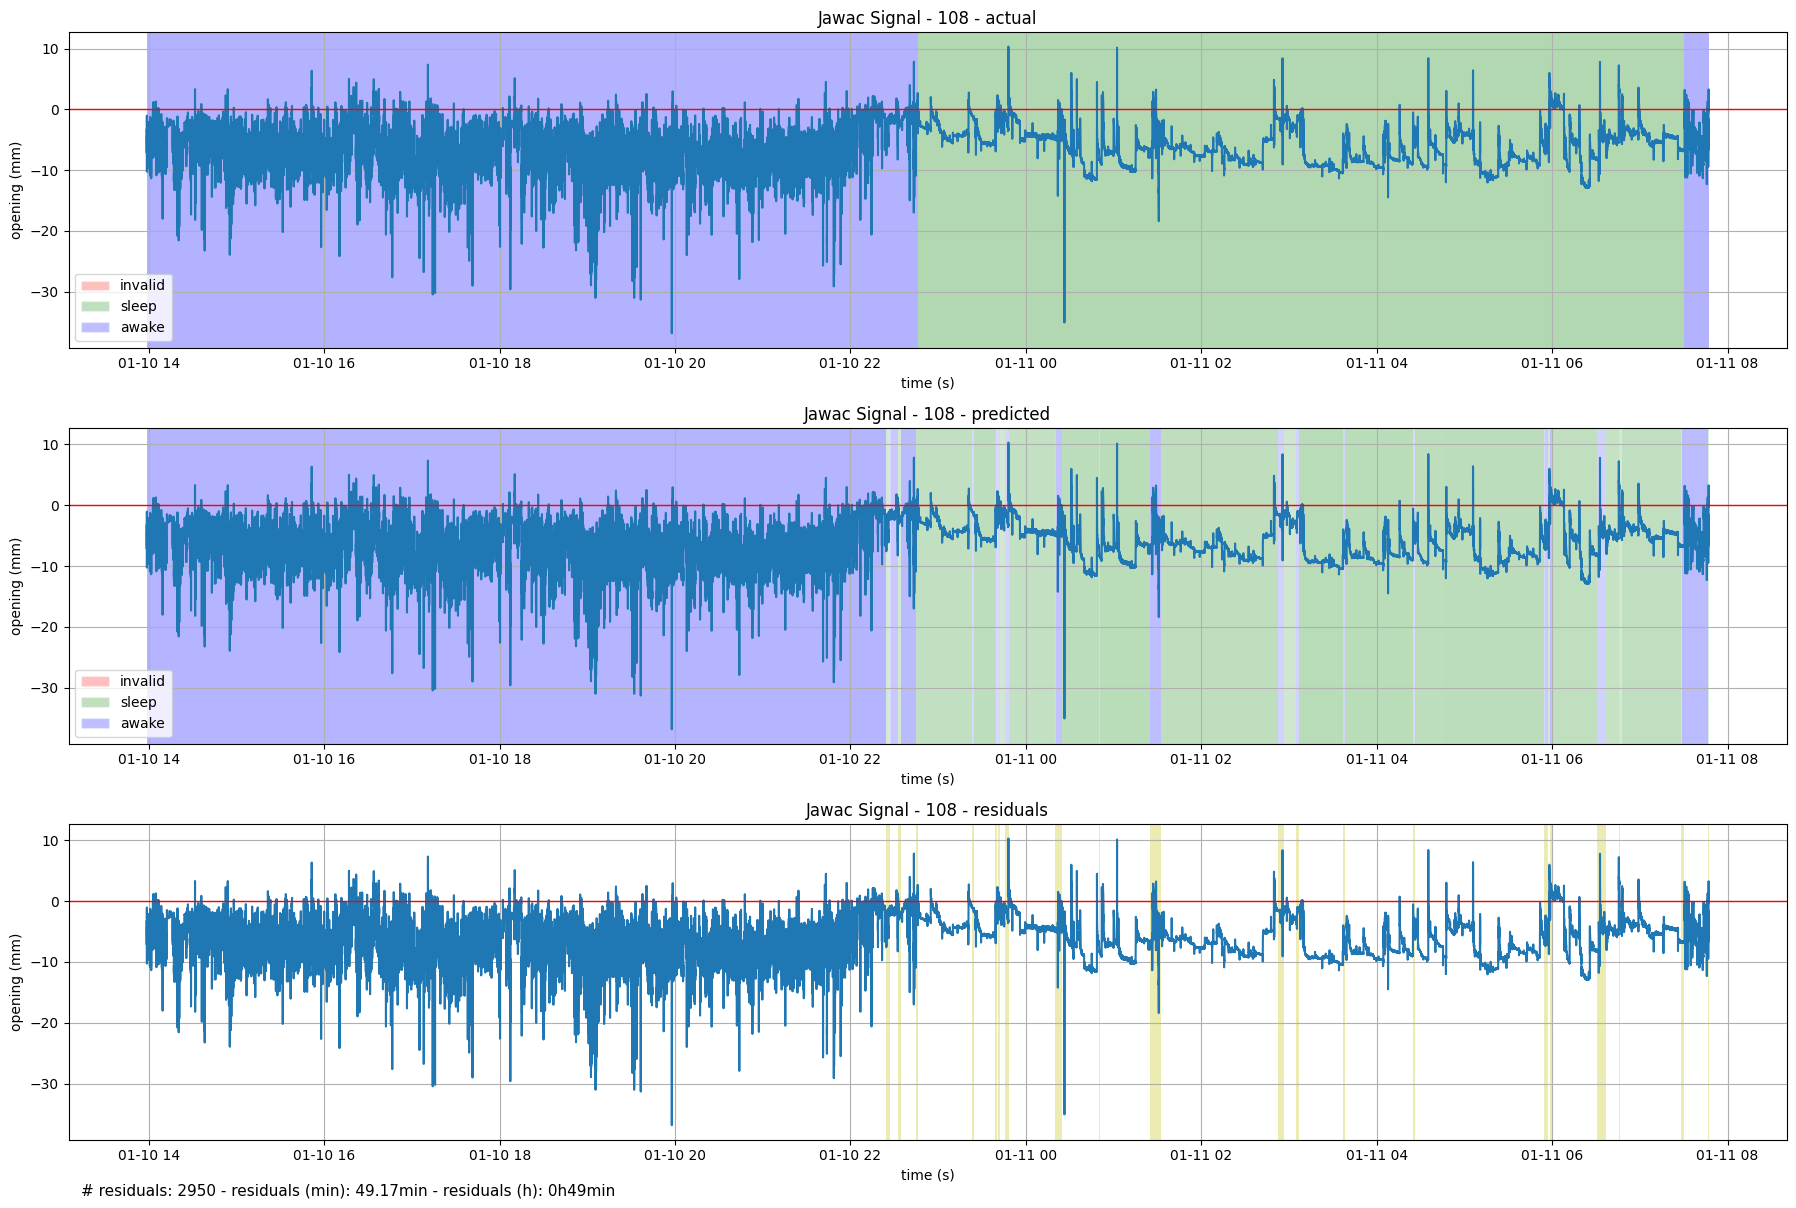 Jawac Signal - 108 - actual
10
0
−10
−20
−30
opening (mm)
invalid
sleep
awake
01-10 14 01-10 16 01-10 18 01-10 20 01-10 22 01-11 00 01-11 02 01-11 04 01-11 06 01-11 08
time (s)
Jawac Signal - 108 - predicted
10
0
−10
−20
−30
opening (mm)
invalid
sleep
awake
01-10 14 01-10 16 01-10 18 01-10 20 01-10 22 01-11 00 01-11 02 01-11 04 01-11 06 01-11 08
time (s)
Jawac Signal - 108 - residuals
10
0
−10
−20
−30
opening (mm)
01-10 14 01-10 16 01-10 18 01-10 20 01-10 22 01-11 00 01-11 02 01-11 04 01-11 06 01-11 08
time (s)
# residuals: 2950 - residuals (min): 49.17min - residuals (h): 0h49min